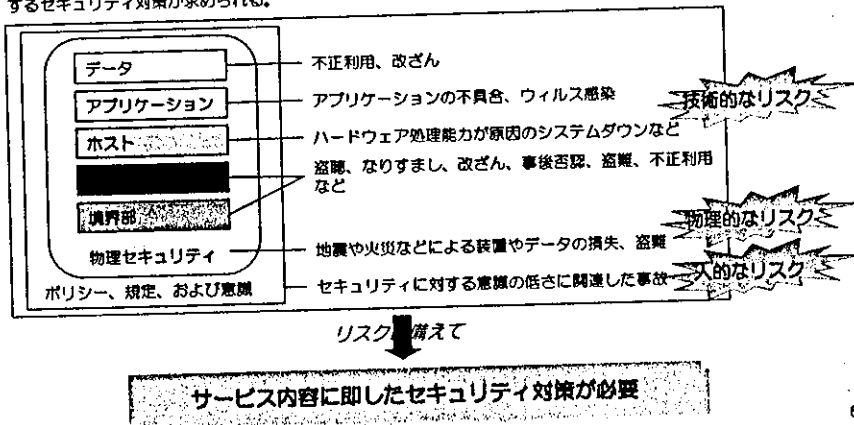 するセキュリティ対策が求められる。
データ
不正利用、改ざん
アプリケーション
アプリケーションの不具合、ウィルス感染
技術的なリスク
ホスト
ハードウェア処理能力が原因のシステムダウンなど
盗聴、なりすまし、改ざん、事後否認、盗難、不正利用
など
境界部
物理的なリスク
物理セキュリティ
地震や火災などによる装置やデータの損失、盗難
人的なリスク
ポリシー、規定、および意識
セキュリティに対する意識の低さに関連した事故
リスク 備えて
サービス内容に即したセキュリティ対策が必要
6